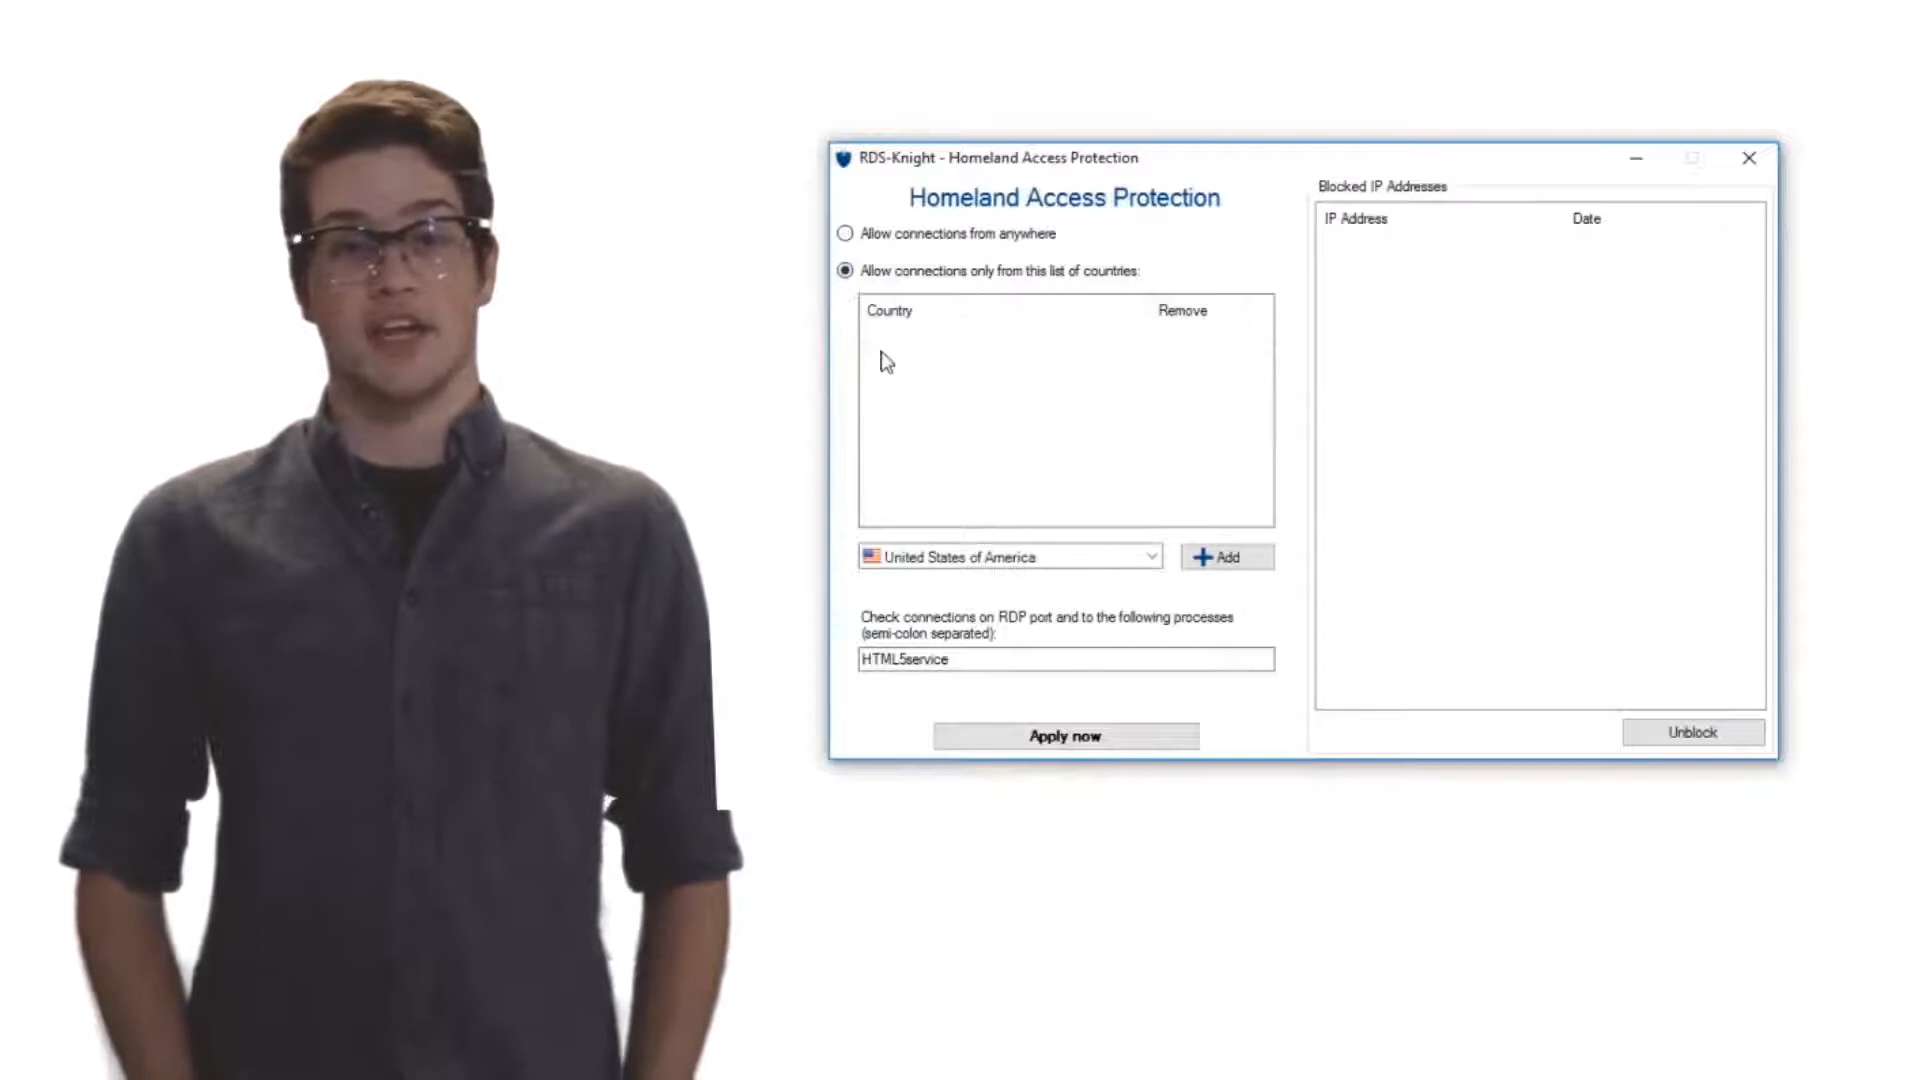 RDS-Knight - Homeland Access Protection
Homeland Access Protection
Allow connections from anywhere
Allow connections only from this list of countries:
Country Remove
United States of America
Add
Check connections on RDP port and to the following processes
(semi-colon separated):
HTML5service
Apply now
Blocked IP Addresses
IP Address Date
Unblock